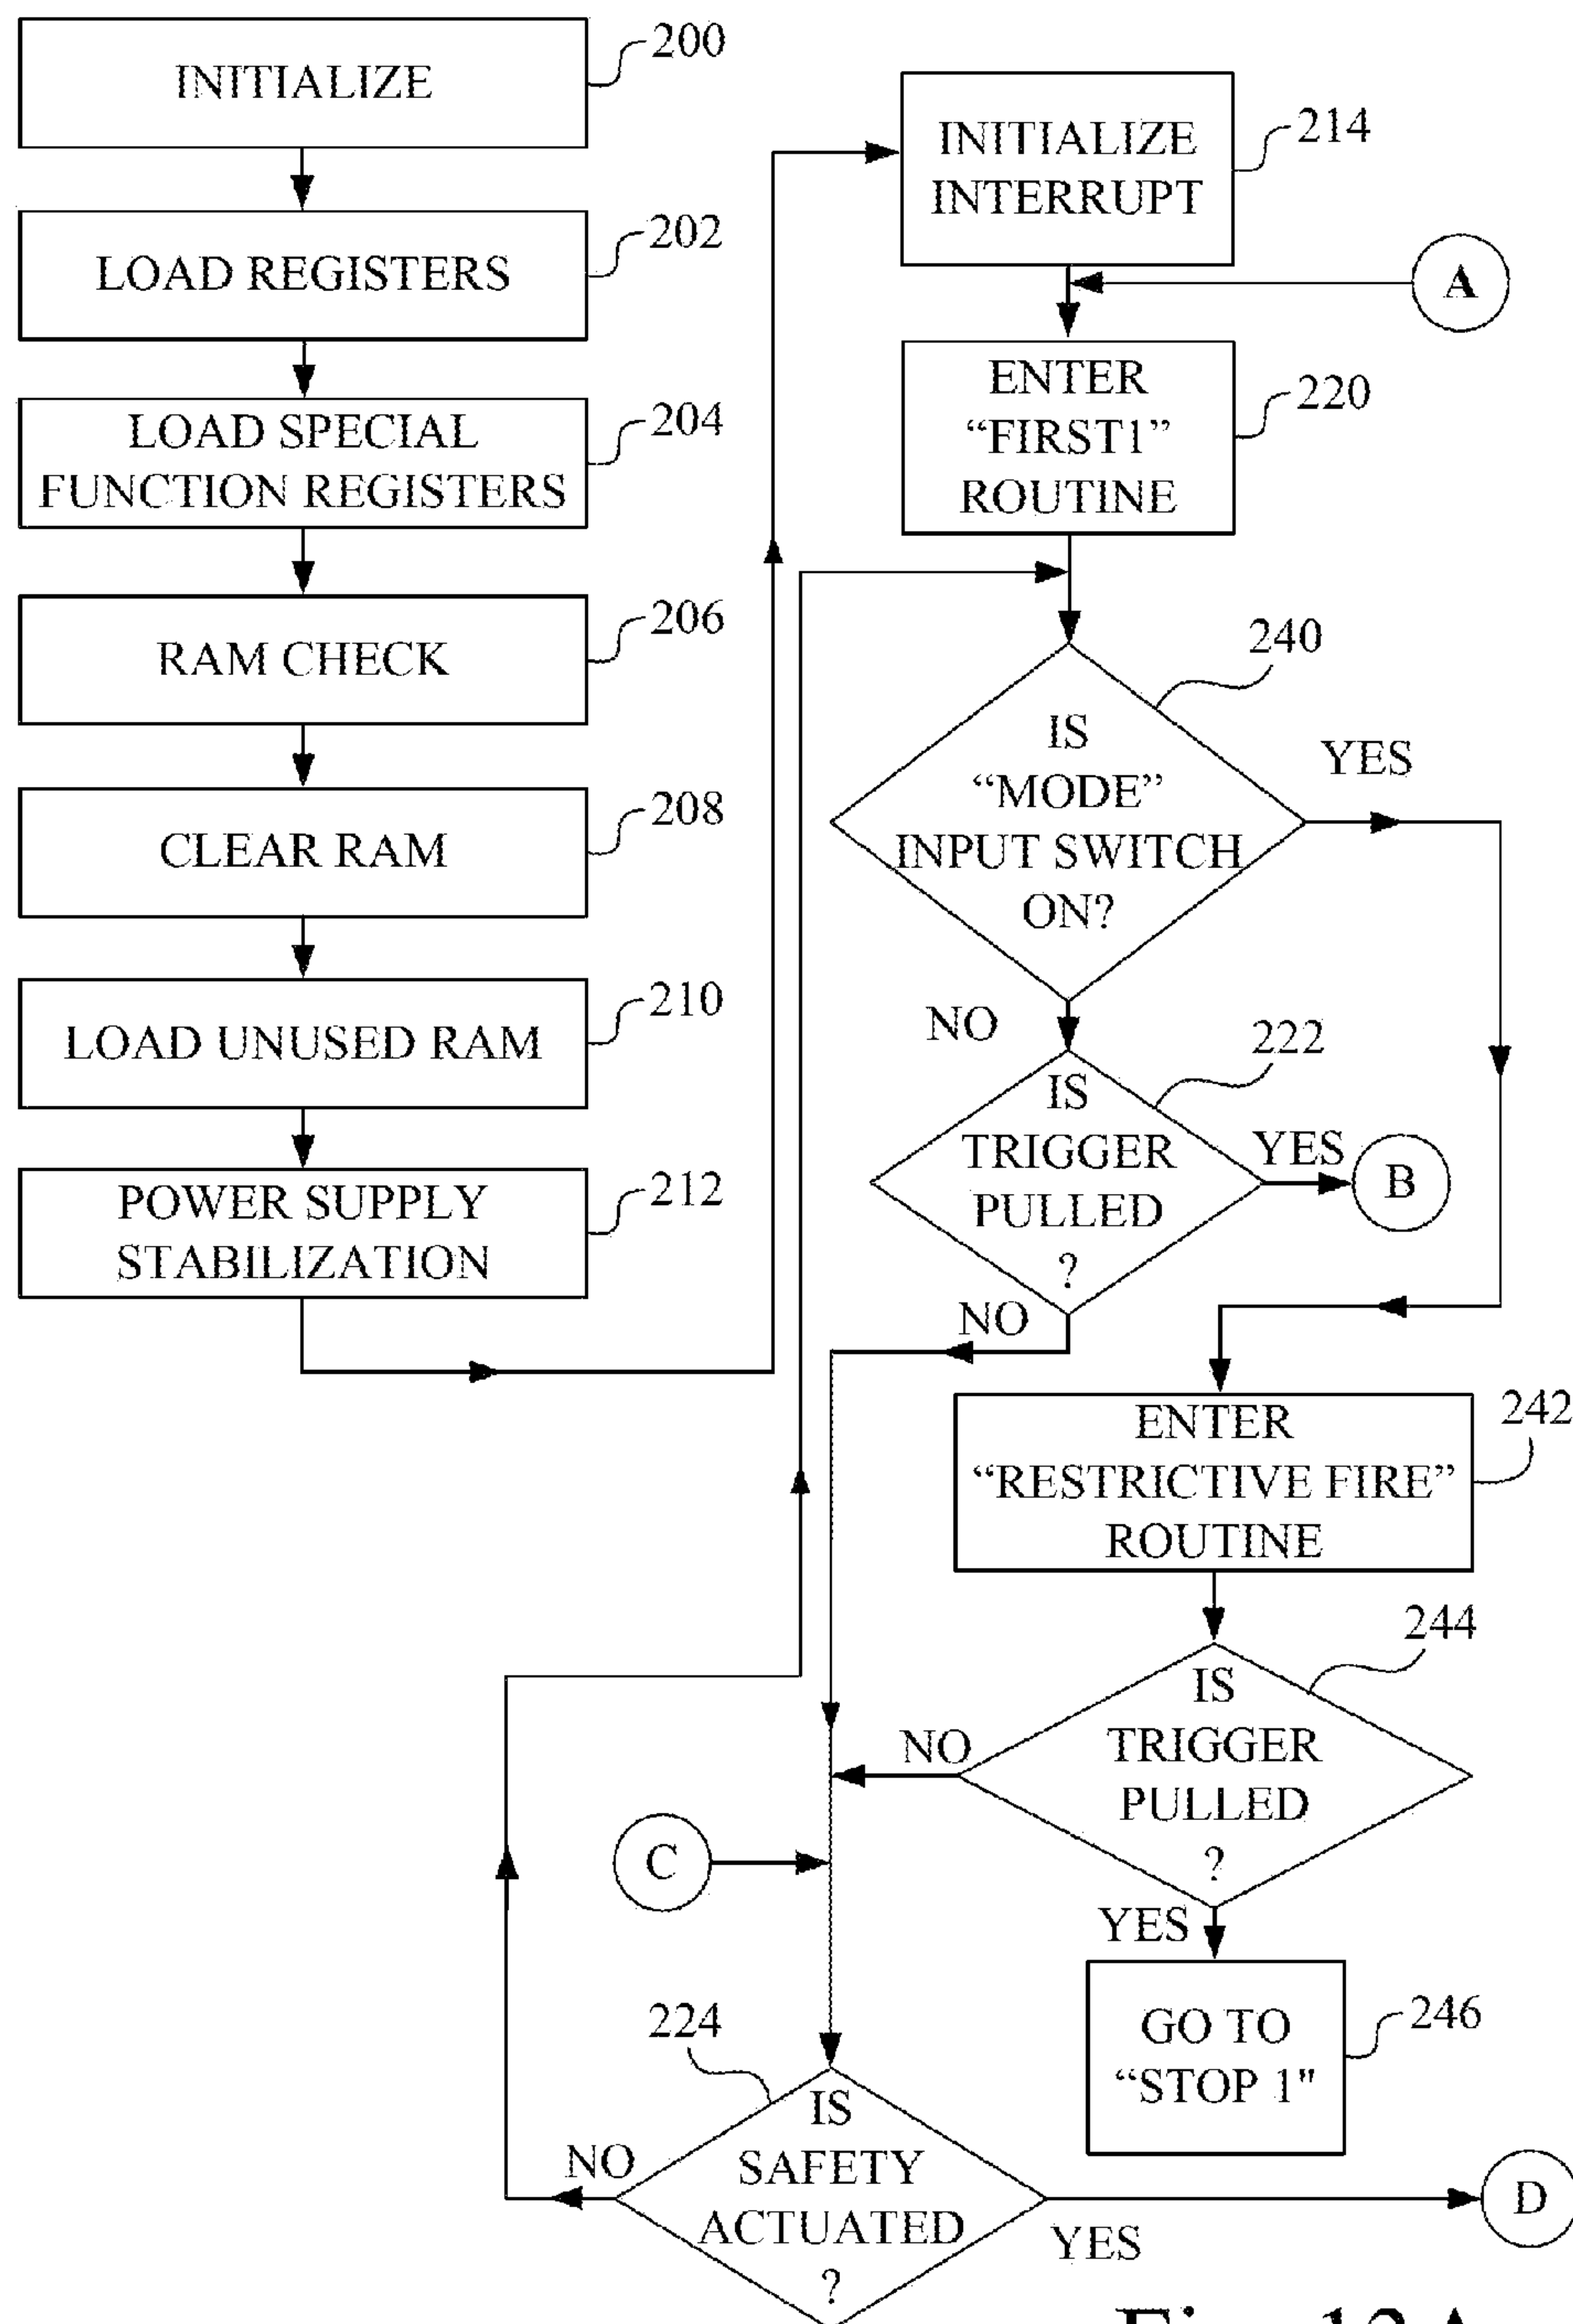 INITIALIZE
200
LOAD REGISTERS
202
LOAD SPECIAL
FUNCTION REGISTERS
204
RAM CHECK
206
CLEAR RAM
208
LOAD UNUSED RAM
210
POWER SUPPLY
STABILIZATION
212
INITIALIZE
INTERRUPT
214
A
ENTER
“FIRST1”
ROUTINE
220
240
IS
“MODE”
INPUT SWITCH
ON?
YES
NO
222
IS
TRIGGER
PULLED
?
YES
B
NO
ENTER
“RESTRICTIVE FIRE”
ROUTINE
242
244
IS
TRIGGER
PULLED
?
NO
C
YES
GO TO
“STOP 1"
246
224
IS
SAFETY
ACTUATED
?
NO
YES
D